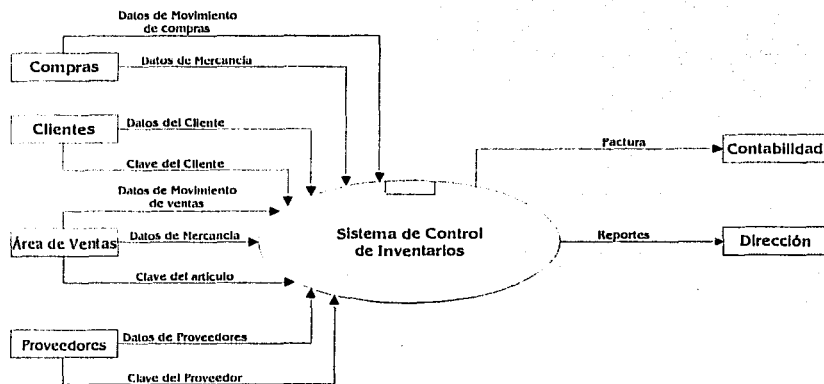 Datos de Movimiento
de compras
Compras
Datos de Mercancia
Clientes
Datos del Cliente
Clave del Cliente
Datos de Movimiento
de ventas
Área de Ventas
Datos de Mercancia
Clave del artículo
Proveedores
Datos de Proveedores
Clave del Proveedor
Sistema de Control
de Inventarios
Factura
Contabilidad
Reportes
Dirección